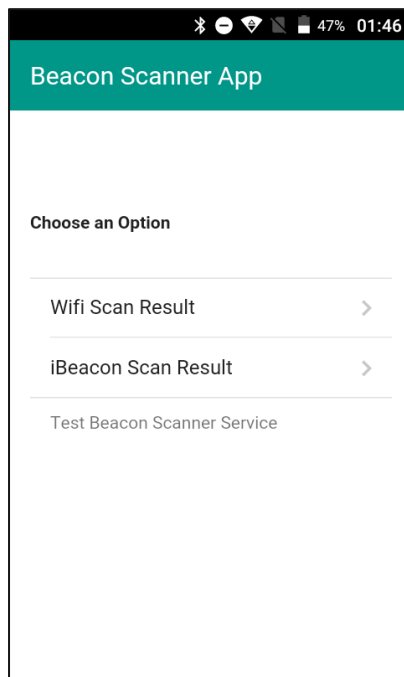 47% 01:46
Beacon Scanner App
Choose an Option
Wifi Scan Result
iBeacon Scan Result
Test Beacon Scanner Service